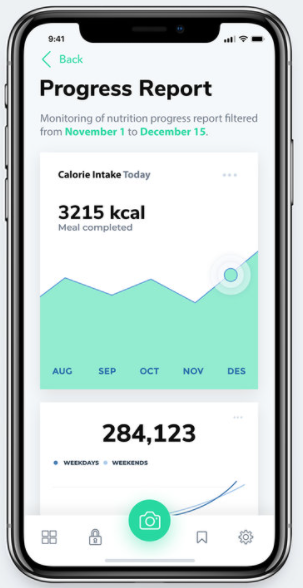 9:41
Back
Progress Report
Monitoring of nutrition progress report filtered
from November 1 to December 15.
Calorie Intake Today
3215 kcal
Meal completed
AUG SEP OCT NOV DES
284,123
WEEKDAYS WEEKENDS